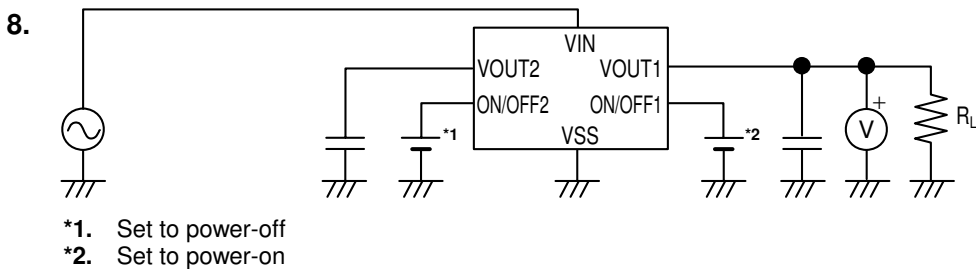 8.
VIN
VOUT2 VOUT1
ON/OFF2 ON/OFF1
*1 *2
VSS
+
V
RL
*1. Set to power-off
*2. Set to power-on